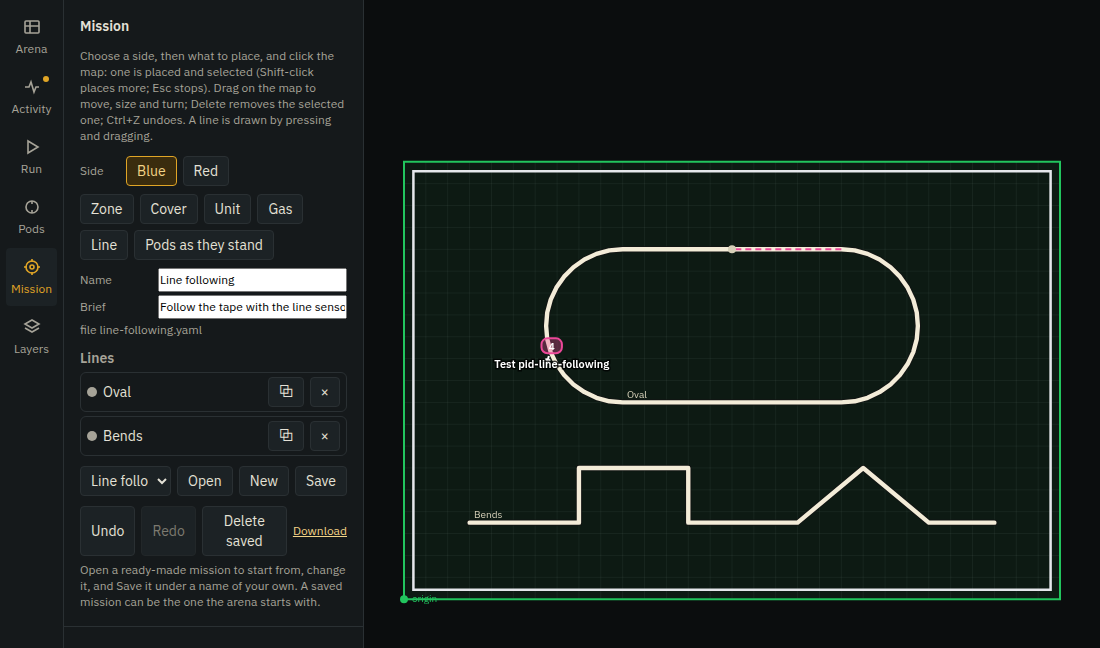 Arena
Activity
Run
Pods
Mission
Layers
Mission
Choose a side, then what to place, and click the
map: one is placed and selected (Shift-click
places more; Esc stops). Drag on the map to
move, size and turn; Delete removes the selected
one; Ctrl+Z undoes. A line is drawn by pressing
and dragging.
Side Blue Red
Zone Cover Unit Gas
Line Pods as they stand
Name Line following
Brief Follow the tape with the line senso
file line-following.yaml
Lines
Oval ×
Bends ×
Line follo Open New Save
Undo Redo Delete saved Download
Open a ready-made mission to start from, change
it, and Save it under a name of your own. A saved
mission can be the one the arena starts with.
4
Test pid-line-following
Oval
Bends
origin